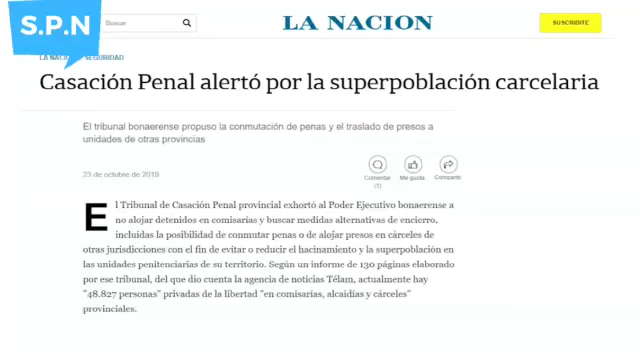 S.P.N
Buscar
LA NACION
SUSCRIBITE
LA NACI SEGURIDAD
Casación Penal alertó por la superpoblación carcelaria
El tribunal bonaerense propuso la conmutación de penas y el traslado de presos a
unidades de otras provincias
23 de octubre de 2019
Comentar
(1)
Me gusta
Compartir
El Tribunal de Casación Penal provincial exhortó al Poder Ejecutivo bonaerense a
no alojar detenidos en comisarías y buscar medidas alternativas de encierro,
incluidas la posibilidad de conmutar penas o de alojar presos en cárceles de
otras jurisdicciones con el fin de evitar o reducir el hacinamiento y la superpoblación en
las unidades penitenciarias de su territorio. Según un informe de 130 páginas elaborado
por ese tribunal, del que dio cuenta la agencia de noticias Télam, actualmente hay
"48.827 personas" privadas de la libertad "en comisarías, alcaidías y cárceles"
provinciales.